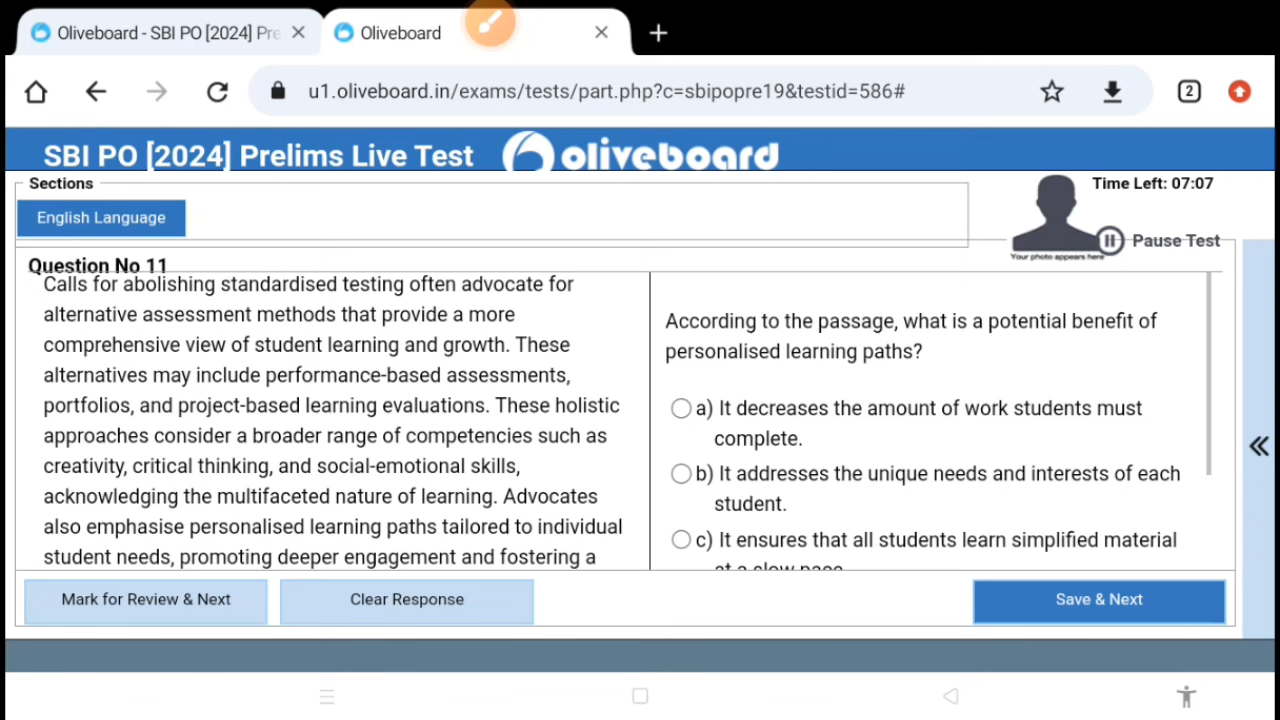 Oliveboard - SBI PO [2024] Pre
Oliveboard
u1.oliveboard.in/exams/tests/part.php?c=sbipopre19&testid=586#
2
SBI PO [2024] Prelims Live Test
oliveboard
Sections
English Language
Time Left: 07:07
Your photo appears here
Pause Test
Question No 11
Calls for abolishing standardised testing often advocate for
alternative assessment methods that provide a more
comprehensive view of student learning and growth. These
alternatives may include performance-based assessments,
portfolios, and project-based learning evaluations. These holistic
approaches consider a broader range of competencies such as
creativity, critical thinking, and social-emotional skills,
acknowledging the multifaceted nature of learning. Advocates
also emphasise personalised learning paths tailored to individual
student needs, promoting deeper engagement and fostering a
According to the passage, what is a potential benefit of
personalised learning paths?
a) It decreases the amount of work students must
complete.
b) It addresses the unique needs and interests of each
student.
c) It ensures that all students learn simplified material
at a slow pace.
Mark for Review & Next
Clear Response
Save & Next